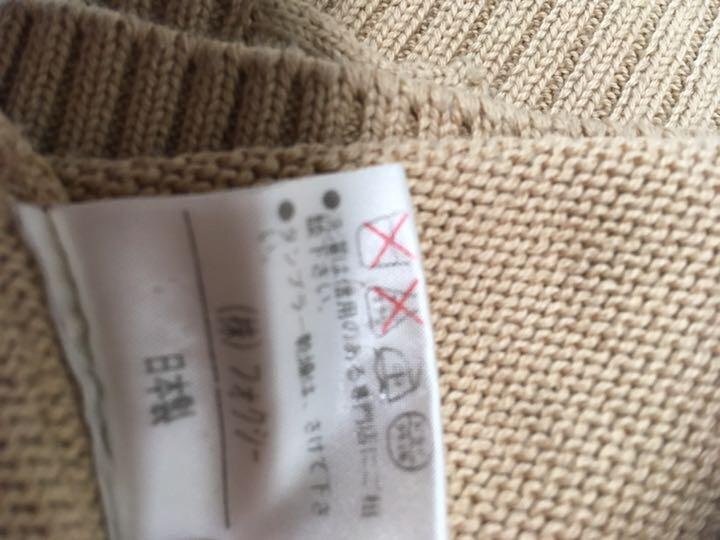 ●洗濯は信用のある専門店にご相
談下さい。
●タンブラー乾燥は、さけて下さ
い。
(株)フォクシー
日本製